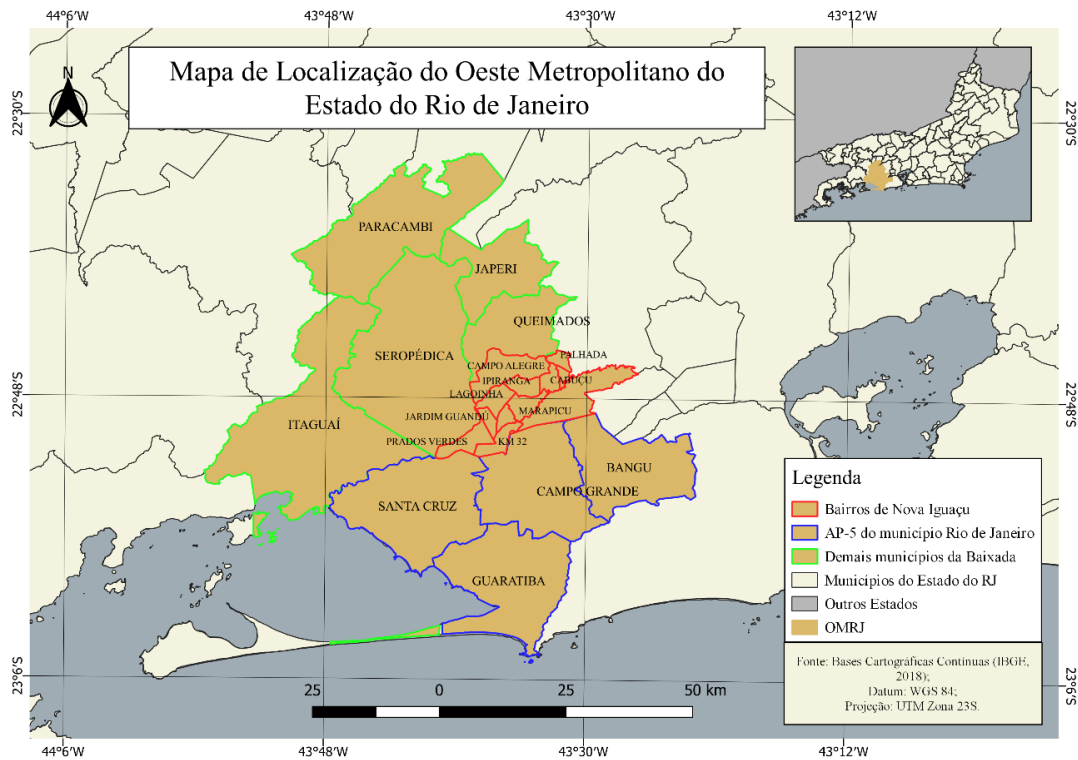 44°6'W 43°48'W 43°30'W 43°12'W
Mapa de Localização do Oeste Metropolitano do
Estado do Rio de Janeiro
N
22°30'S 22°30'S
PARACAMBI
JAPERI
QUEIMADOS
PALHADA
SEROPÉDICA
CAMPO ALEGRE
IPIRANGA CABUÇU
LAGOINHA
22°48'S 22°48'S
JARDIM GUANDU MARAPICU
ITAGUAÍ
PRADOS VERDES KM 32
BANGU
CAMPO GRANDE
SANTA CRUZ
GUARATIBA
Legenda
Bairros de Nova Iguaçu
AP-5 do município Rio de Janeiro
Demais municípios da Baixada
Municípios do Estado do RJ
Outros Estados
OMRJ
Fonte: Bases Cartográficas Contínuas (IBGE,
2018);
Datum: WGS 84;
Projeção: UTM Zona 23S.
23°6'S 23°6'S
25 0 25 50 km
44°6'W 43°48'W 43°30'W 43°12'W